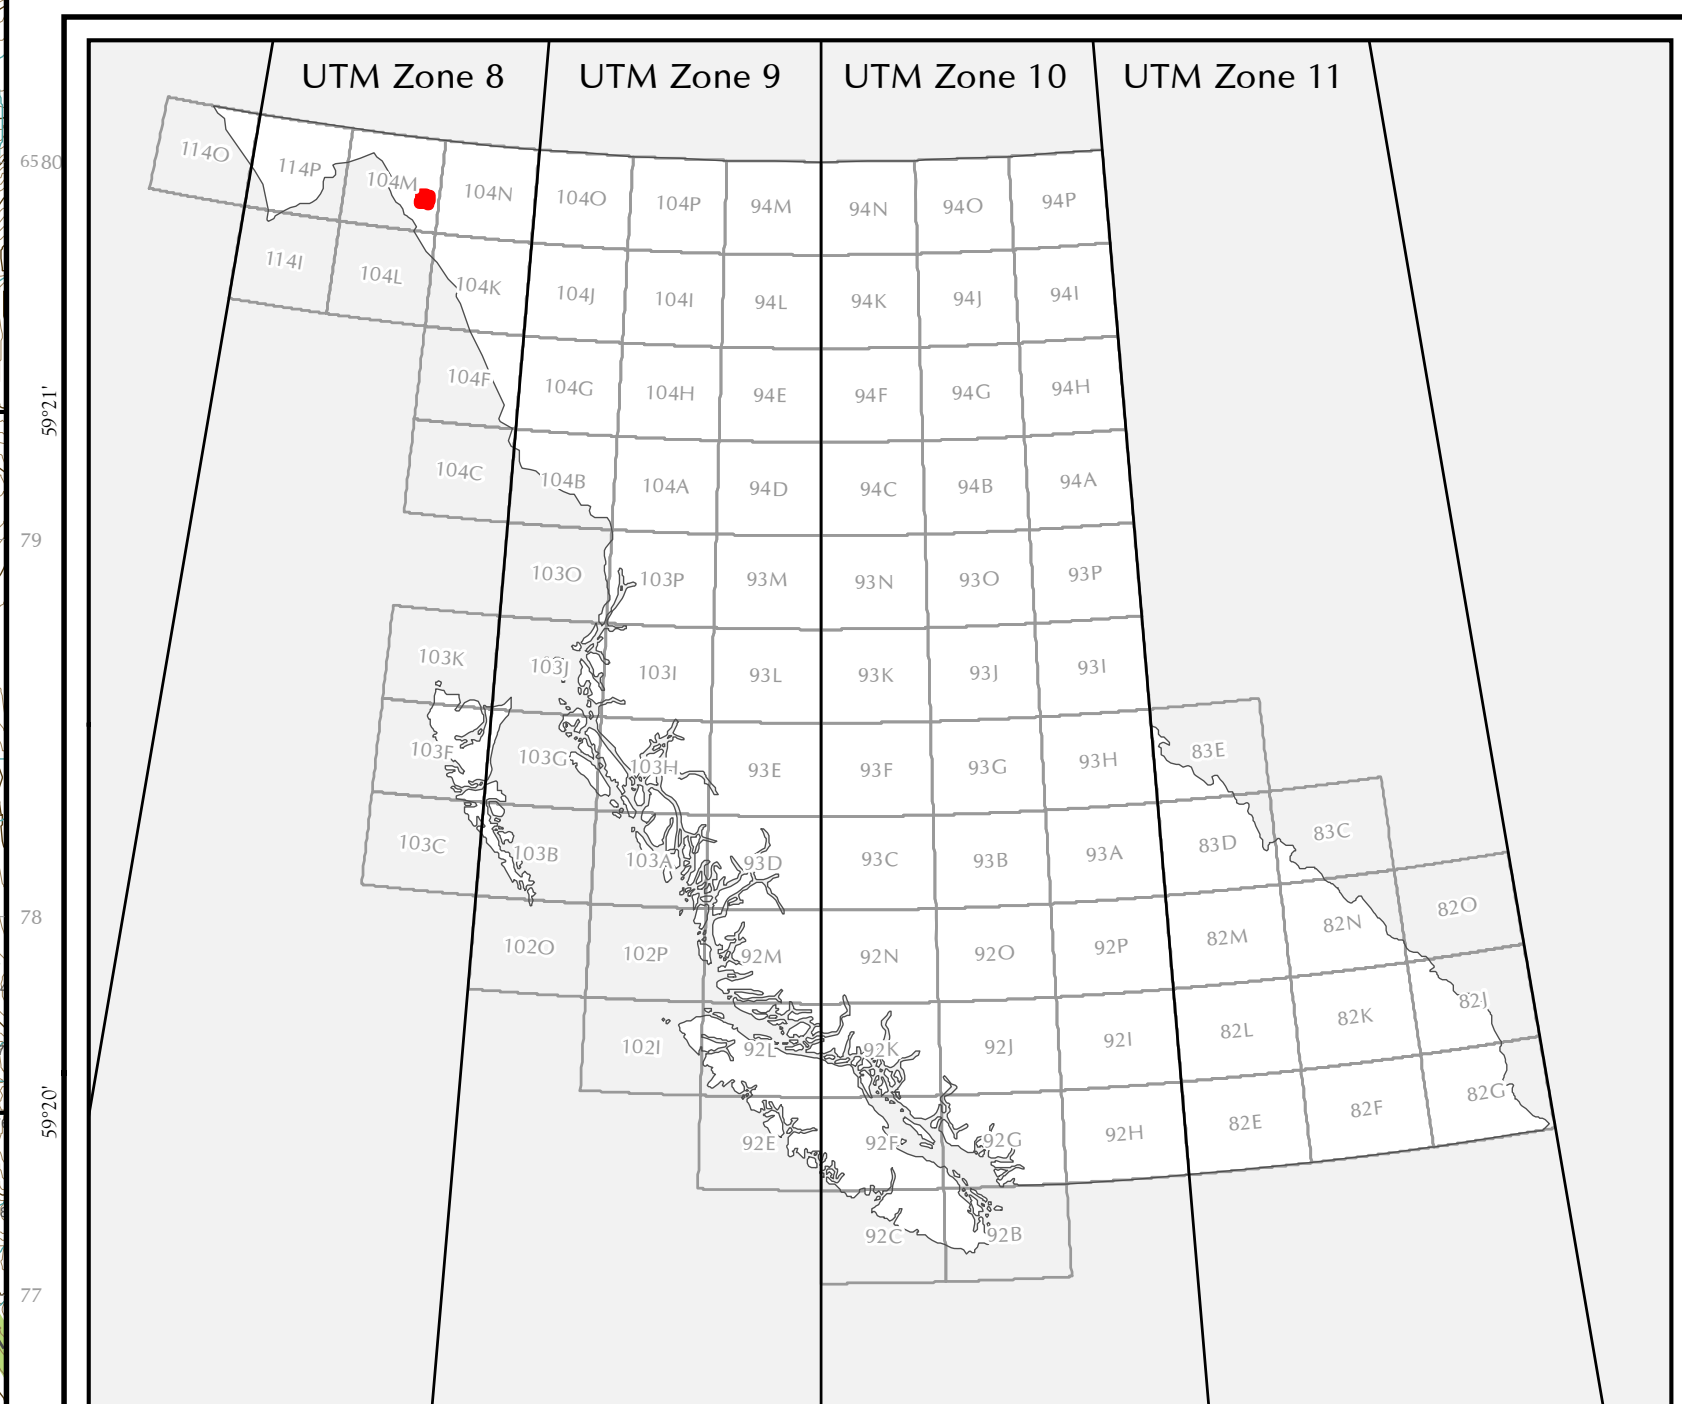 UTM Zone 8 UTM Zone 9 UTM Zone 10 UTM Zone 11
6580
114O 114P 104M 104N 104O 104P 94M 94N 94O 94P
114I 104L 104K 104J 104I 94L 94K 94J 94I
59°21'
104F 104G 104H 94E 94F 94G 94H
104C 104B 104A 94D 94C 94B 94A
79
103O 103P 93M 93N 93O 93P
103K 103J 103I 93L 93K 93J 93I
103F 103G 103H 93E 93F 93G 93H 83E
103C 103B 103A 93D 93C 93B 93A 83D 83C
78
102O 102P 92M 92N 92O 92P 82M 82N 82O
102I 92L 92K 92J 92I 82L 82K 82J
59°20'
92E 92F 92G 92H 82E 82F 82G
92C 92B
77